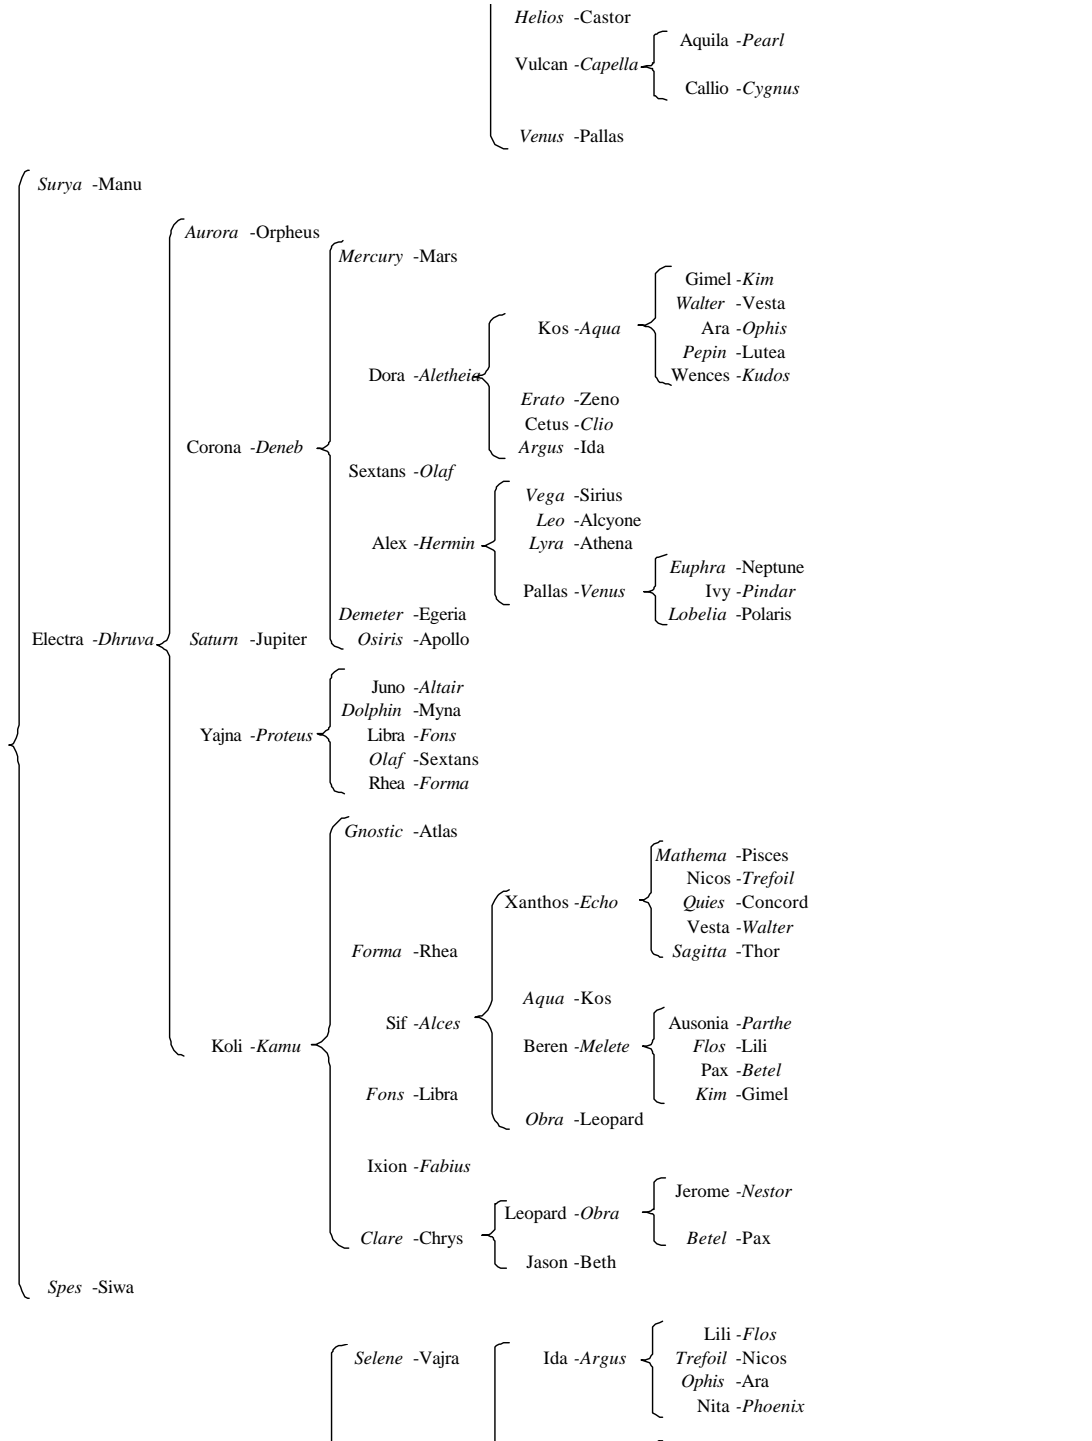 Helios -Castor
Aquila -Pearl
Vulcan -Capella
Callio -Cygnus
Venus -Pallas
Surya -Manu
Aurora -Orpheus
Mercury -Mars
Gimel -Kim
Walter -Vesta
Kos -Aqua
Ara -Ophis
Pepin -Lutea
Dora -Aletheia
Wences -Kudos
Erato -Zeno
Cetus -Clio
Corona -Deneb
Argus -Ida
Sextans -Olaf
Vega -Sirius
Leo -Alcyone
Alex -Hermin
Lyra -Athena
Euphra -Neptune
Pallas -Venus
Ivy -Pindar
Demeter -Egeria
Lobelia -Polaris
Electra -Dhruva
Saturn -Jupiter
Osiris -Apollo
Juno -Altair
Dolphin -Myna
Yajna -Proteus
Libra -Fons
Olaf -Sextans
Rhea -Forma
Gnostic -Atlas
Mathema -Pisces
Nicos -Trefoil
Xanthos -Echo
Quies -Concord
Vesta -Walter
Forma -Rhea
Sagitta -Thor
Aqua -Kos
Sif -Alces
Ausonia -Parthe
Koli -Kamu
Beren -Melete
Flos -Lili
Pax -Betel
Fons -Libra
Kim -Gimel
Obra -Leopard
Ixion -Fabius
Jerome -Nestor
Leopard -Obra
Clare -Chrys
Betel -Pax
Jason -Beth
Spes -Siwa
Lili -Flos
Selene -Vajra
Ida -Argus
Trefoil -Nicos
Ophis -Ara
Nita -Phoenix